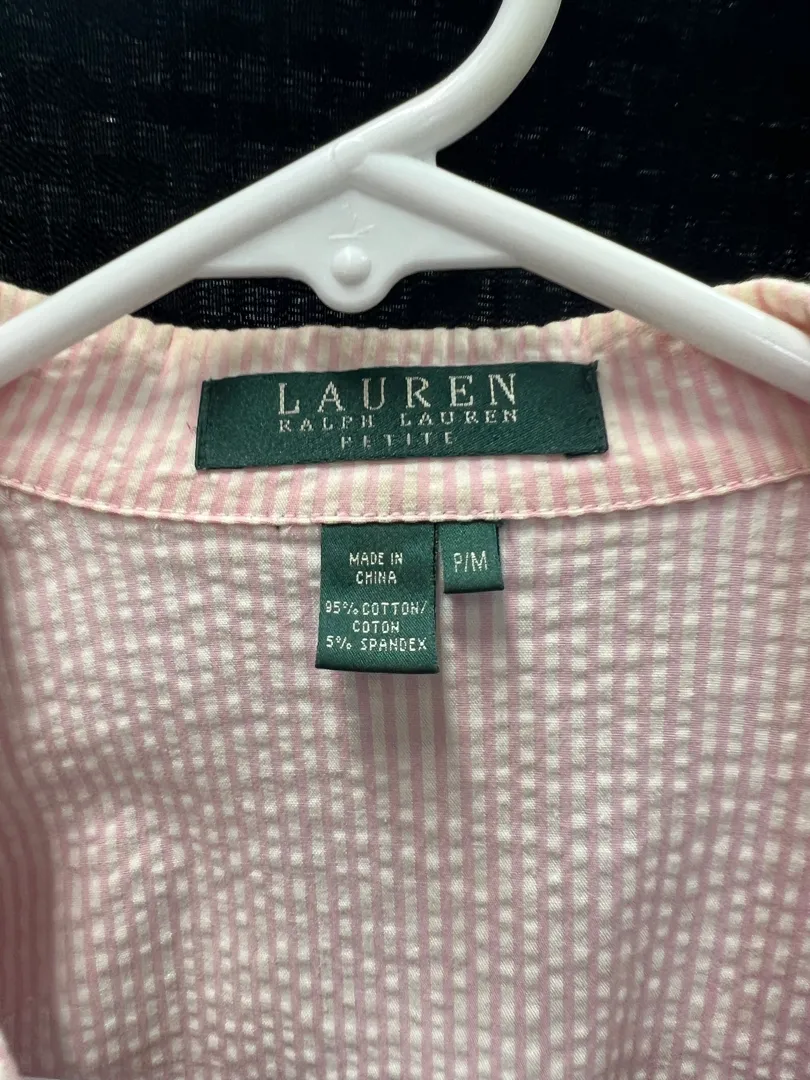 LAUREN
RALPH LAUREN
PETITE
MADE IN
CHINA
95% COTTON/
COTON
5% SPANDEX
P/M